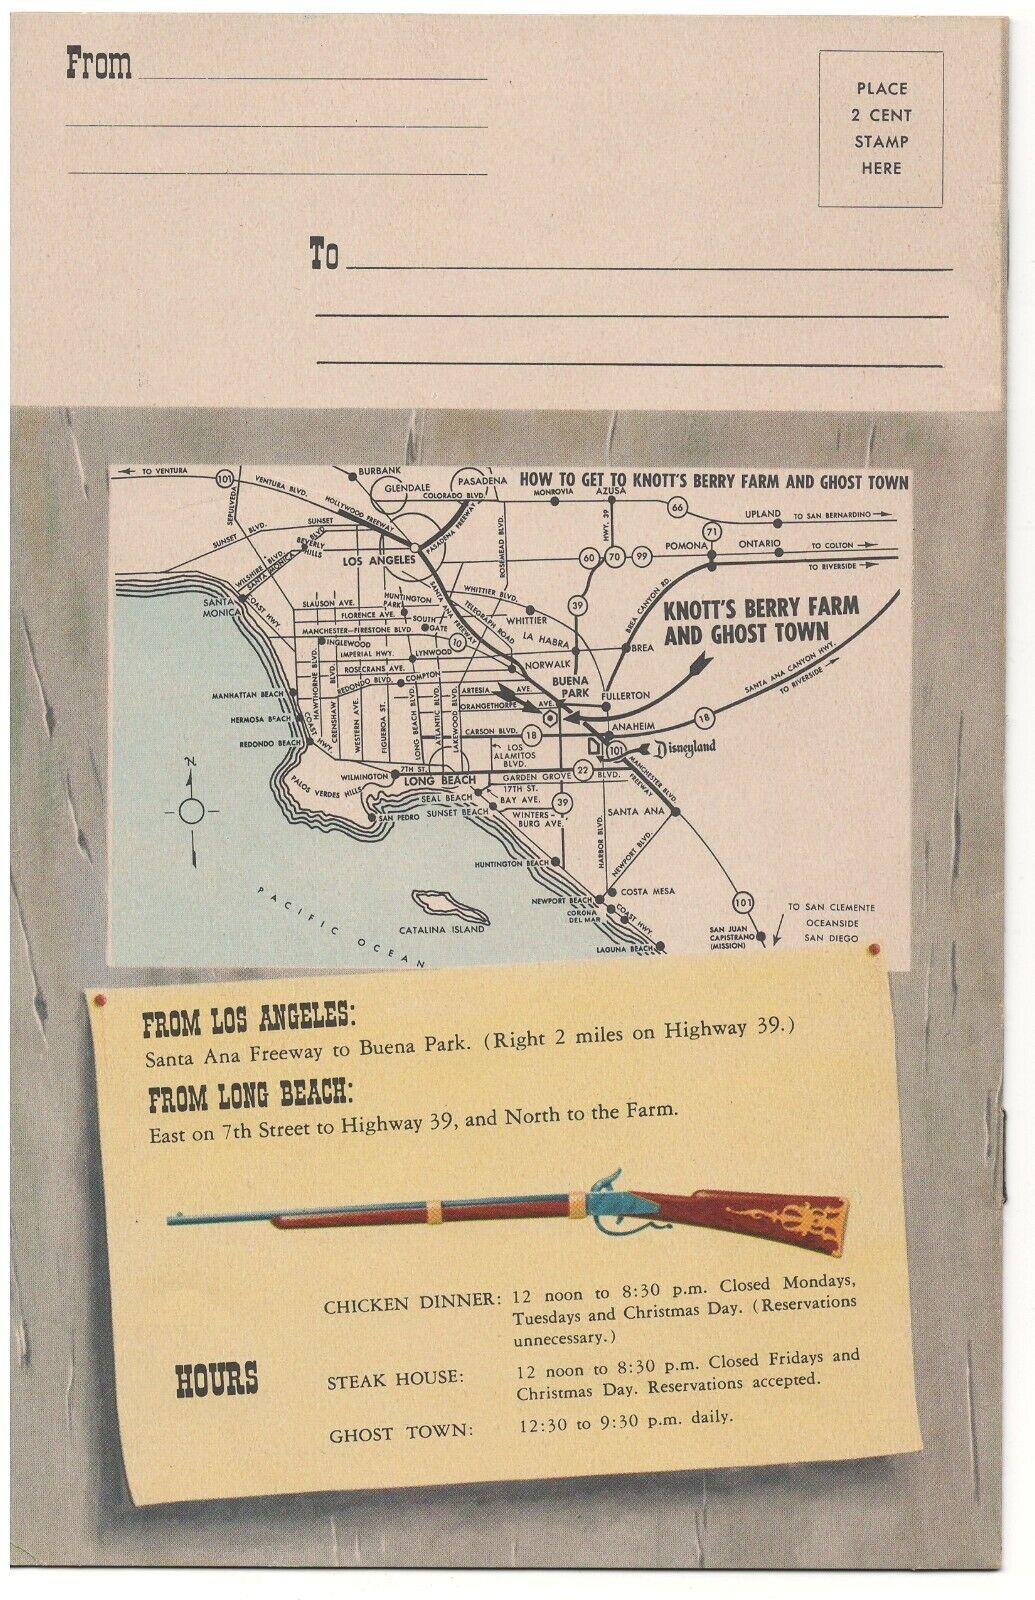 From
PLACE
2 CENT
STAMP
HERE
To
HOW TO GET TO KNOTT'S BERRY FARM AND GHOST TOWN
TO VENTURA
101
VENTURA BLVD.
BURBANK
GLENDALE
PASADENA
COLORADO BLVD.
MONROVIA
AZUSA
66
UPLAND
TO SAN BERNARDINO
SEPULVEDA
HOLLYWOOD FREEWAY
PASADENA FREEWAY
ROSEMEAD BLVD.
HWY. 39
71
SUNSET BLVD.
SUNSET
BLVD.
BEVERLY
HILLS
LOS ANGELES
60
70
99
POMONA
ONTARIO
TO COLTON
TO RIVERSIDE
WILSHIRE BLVD.
SANTA MONICA
SANTA
MONICA
COAST HWY.
SANTA ANA FREEWAY
WHITTIER BLVD.
TELEGRAPH ROAD
WHITTIER
39
BREA CANYON RD.
KNOTT'S BERRY FARM
AND GHOST TOWN
SLAUSON AVE.
HUNTINGTON
PARK
FLORENCE AVE.
SOUTH
GATE
MANCHESTER-FIRESTONE BLVD.
10
LA HABRA
BREA
INGLEWOOD
IMPERIAL HWY.
LYNWOOD
ROSECRANS AVE.
NORWALK
REDONDO BLVD.
COMPTON
BUENA
PARK
FULLERTON
SANTA ANA CANYON HWY.
TO RIVERSIDE
MANHATTAN BEACH
HERMOSA BEACH
REDONDO BEACH
COAST HWY.
HAWTHORNE BLVD.
CRENSHAW BLVD.
WESTERN AVE.
FIGUEROA ST.
LONG BEACH BLVD.
ATLANTIC BLVD.
LAKEWOOD BLVD.
ARTESIA AVE.
ORANGETHORPE AVE.
CARSON BLVD.
18
ANAHEIM
18
LOS
ALAMITOS
BLVD.
101
Disneyland
N
WILMINGTON
7TH ST.
LONG BEACH
GARDEN GROVE BLVD.
22
MANCHESTER BLVD.
FREEWAY
PALOS VERDES HILLS
SEAL BEACH
17TH ST.
BAY AVE.
39
SAN PEDRO
SUNSET BEACH
WINTERS-
BURG AVE.
SANTA ANA
HARBOR BLVD.
NEWPORT BLVD.
HUNTINGTON BEACH
COSTA MESA
NEWPORT BEACH
CORONA
DEL MAR
COAST HWY.
LAGUNA BEACH
101
SAN JUAN
CAPISTRANO
(MISSION)
TO SAN CLEMENTE
OCEANSIDE
SAN DIEGO
PACIFIC OCEAN
CATALINA ISLAND
FROM LOS ANGELES:
Santa Ana Freeway to Buena Park. (Right 2 miles on Highway 39.)
FROM LONG BEACH:
East on 7th Street to Highway 39, and North to the Farm.
HOURS
CHICKEN DINNER: 12 noon to 8:30 p.m. Closed Mondays,
Tuesdays and Christmas Day. (Reservations
unnecessary.)
STEAK HOUSE: 12 noon to 8:30 p.m. Closed Fridays and
Christmas Day. Reservations accepted.
GHOST TOWN: 12:30 to 9:30 p.m. daily.